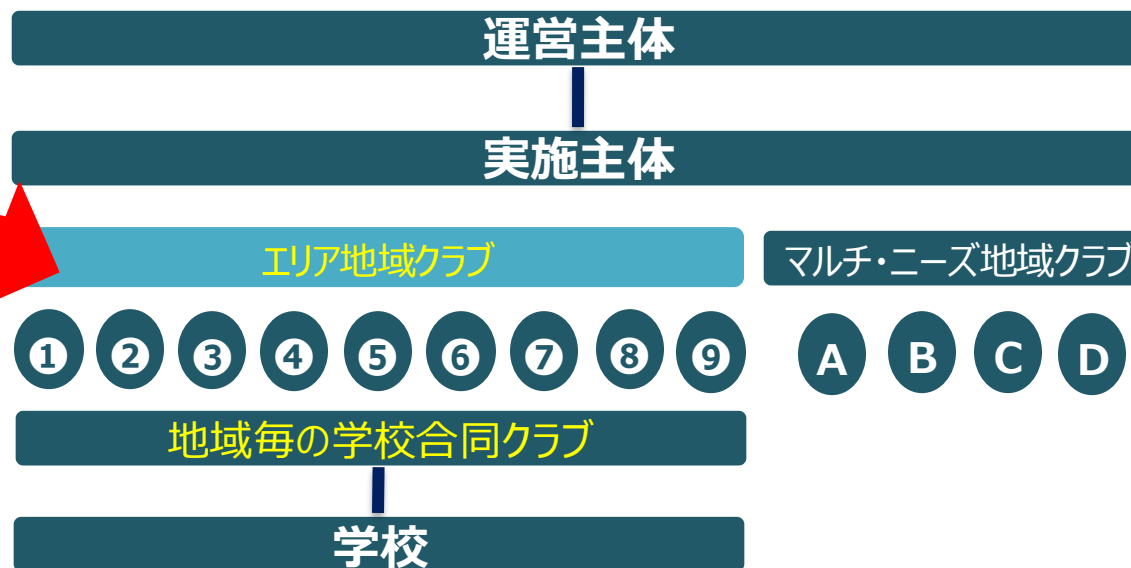 運営主体
実施主体
エリア地域クラブ
マルチ・ニーズ地域クラブ
❶ ❷ ❸ ❹ ❺ ❻ ❼ ❽ ❾
A B C D
地域毎の学校合同クラブ
学校